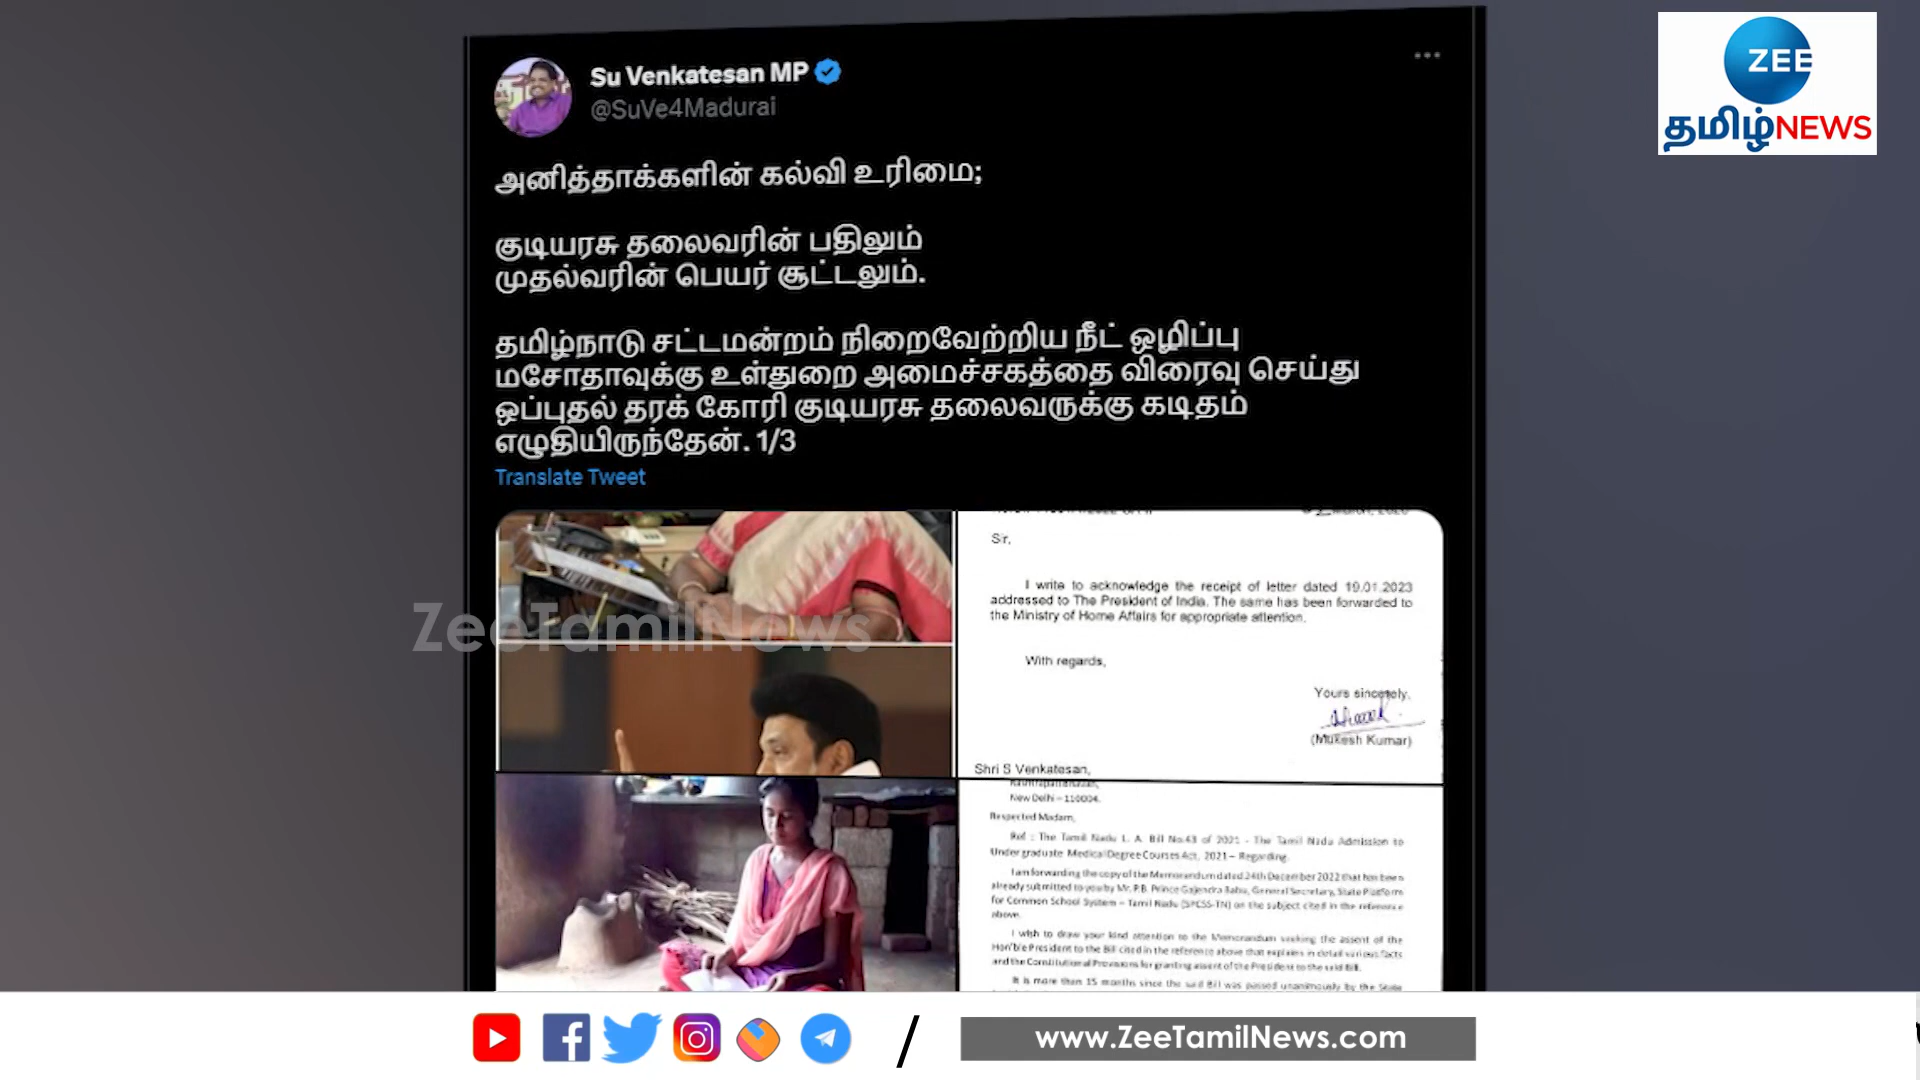 Su Venkatesan MP
@SuVe4Madurai
ZEE
தமிழ்NEWS
அனித்தாக்களின் கல்வி உரிமை;
குடியரசு தலைவரின் பதிலும்
முதல்வரின் பெயர் சூட்டலும்.
தமிழ்நாடு சட்டமன்றம் நிறைவேற்றிய நீட் ஒழிப்பு
மசோதாவுக்கு உள்துறை அமைச்சகத்தை விரைவு செய்து
ஒப்புதல் தரக் கோரி குடியரசு தலைவருக்கு கடிதம்
எழுதியிருந்தேன். 1/3
Translate Tweet
Sir,
I write to acknowledge the receipt of letter dated 19.01.2023
addressed to The President of India. The same has been forwarded to
the Ministry of Home Affairs for appropriate attention.
ZeeTamilNews
With regards,
Yours sincerely,
(Mukesh Kumar)
Shri S Venkatesan,
New Delhi – 110004.
Respected Madam,
Ref : The Tamil Nadu L. A. Bill No.43 of 2021 - The Tamil Nadu Admission to
Undergraduate Medical Degree Courses Act, 2021 – Regarding.
I am forwarding the copy of the Memorandum dated 24th December 2022 that has been
already submitted to you by Mr. P.B. Prince Gajendra Babu, General Secretary, State Platform
for Common School System – Tamil Nadu (SPCSS-TN) on the subject cited in the reference
above.
I wish to draw your kind attention to the Memorandum seeking the assent of the
Hon'ble President to the Bill cited in the reference above that explains in detail various facts
and the Constitutional Provisions for granting assent of the President to the said Bill.
It is more than 15 months since the said Bill was passed unanimously by the State
/ www.ZeeTamilNews.com